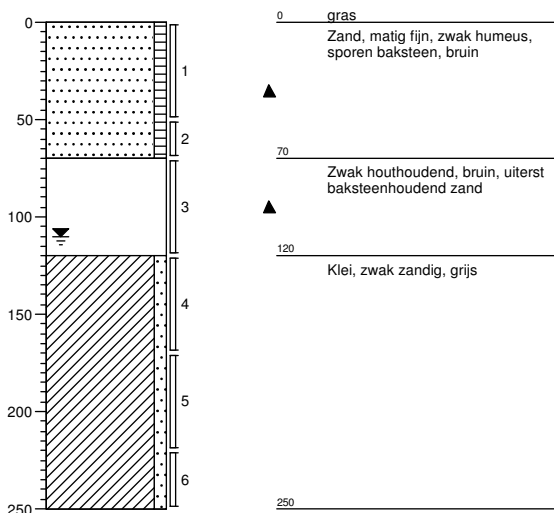 0
50
100
150
200
250
1
2
3
4
5
6
0 gras
Zand, matig fijn, zwak humeus,
sporen baksteen, bruin
70
Zwak houthoudend, bruin, uiterst
baksteenhoudend zand
120
Klei, zwak zandig, grijs
250